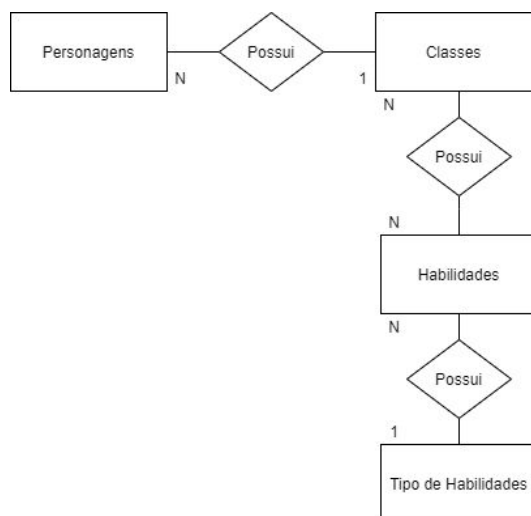 Personagens
Possui
Classes
N
1
N
Possui
N
Habilidades
N
Possui
1
Tipo de Habilidades